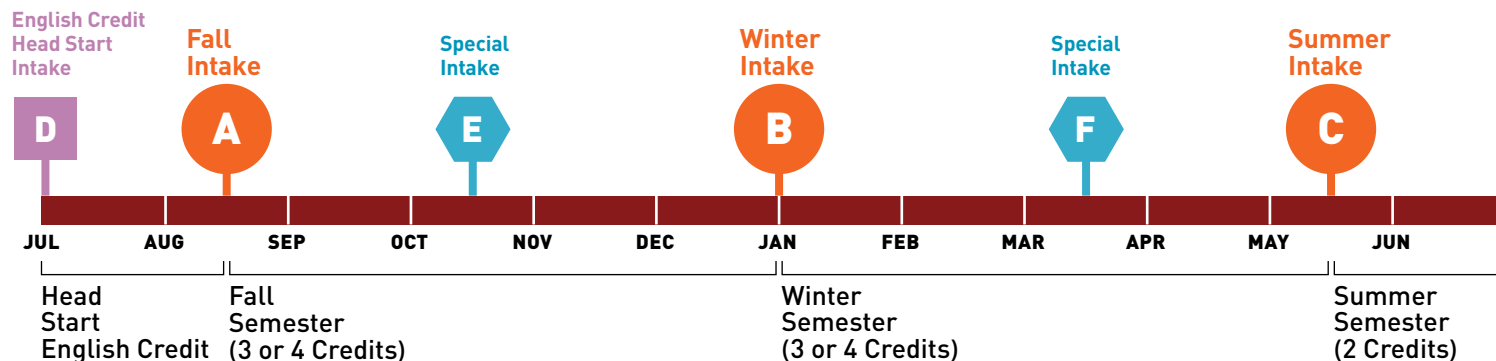 English Credit
Head Start
Intake
Fall
Intake
Special
Intake
Winter
Intake
Special
Intake
Summer
Intake
D
A
E
B
F
C
JUL AUG SEP OCT NOV DEC JAN FEB MAR APR MAY JUN
Head
Start
English Credit
Fall
Semester
(3 or 4 Credits)
Winter
Semester
(3 or 4 Credits)
Summer
Semester
(2 Credits)